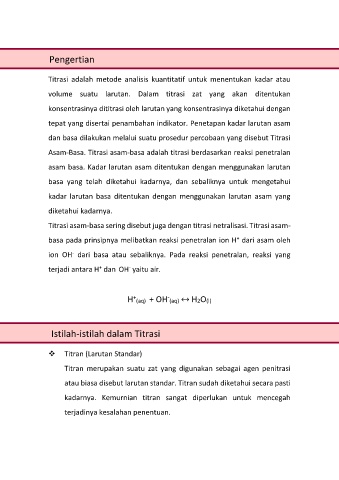 Pengertian
Titrasi adalah metode analisis kuantitatif untuk menentukan kadar atau
volume suatu larutan. Dalam titrasi zat yang akan ditentukan
konsentrasinya dititrasi oleh larutan yang konsentrasinya diketahui dengan
tepat yang disertai penambahan indikator. Penetapan kadar larutan asam
dan basa dilakukan melalui suatu prosedur percobaan yang disebut Titrasi
Asam-Basa. Titrasi asam-basa adalah titrasi berdasarkan reaksi penetralan
asam basa. Kadar larutan asam ditentukan dengan menggunakan larutan
basa yang telah diketahui kadarnya, dan sebaliknya untuk mengetahui
kadar larutan basa ditentukan dengan menggunakan larutan asam yang
diketahui kadarnya.
Titrasi asam-basa sering disebut juga dengan titrasi netralisasi. Titrasi asam-
basa pada prinsipnya melibatkan reaksi penetralan ion H⁺ dari asam oleh
ion OH⁻ dari basa atau sebaliknya. Pada reaksi penetralan, reaksi yang
terjadi antara H⁺ dan OH⁻ yaitu air.
H⁺(aq) + OH⁻(aq) ↔ H₂O(l)
Istilah-istilah dalam Titrasi
❖ Titran (Larutan Standar)
Titran merupakan suatu zat yang digunakan sebagai agen penitrasi
atau biasa disebut larutan standar. Titran sudah diketahui secara pasti
kadarnya. Kemurnian titran sangat diperlukan untuk mencegah
terjadinya kesalahan penentuan.